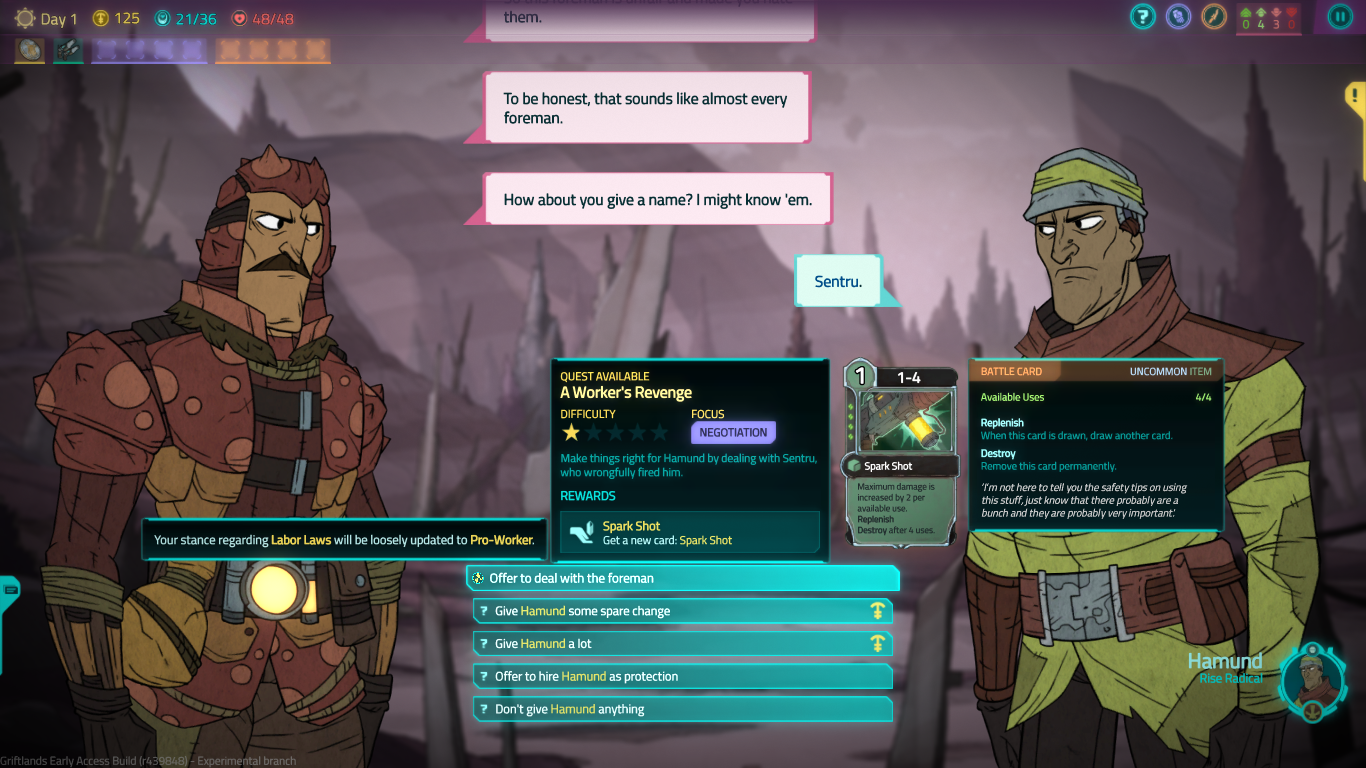 Day 1
125
21/36
48/48
0 4 3 0
them.
To be honest, that sounds like almost every
foreman.
How about you give a name? I might know 'em.
Sentru.
QUEST AVAILABLE
A Worker's Revenge
DIFFICULTY
FOCUS
NEGOTIATION
Make things right for Hamund by dealing with Sentru,
who wrongfully fired him.
REWARDS
Spark Shot
Get a new card: Spark Shot
1
1-4
Spark Shot
Maximum damage is
increased by 2 per
available use.
Replenish
Destroy after 4 uses.
BATTLE CARD
UNCOMMON ITEM
Available Uses
4/4
Replenish
When this card is drawn, draw another card.
Destroy
Remove this card permanently.
'I'm not here to tell you the safety tips on using
this stuff, just know that there probably are a
bunch and they are probably very important.'
Your stance regarding Labor Laws will be loosely updated to Pro-Worker.
Offer to deal with the foreman
? Give Hamund some spare change
? Give Hamund a lot
? Offer to hire Hamund as protection
? Don't give Hamund anything
Hamund
Rise Radical
Griftlands Early Access Build (r439848) - Experimental branch